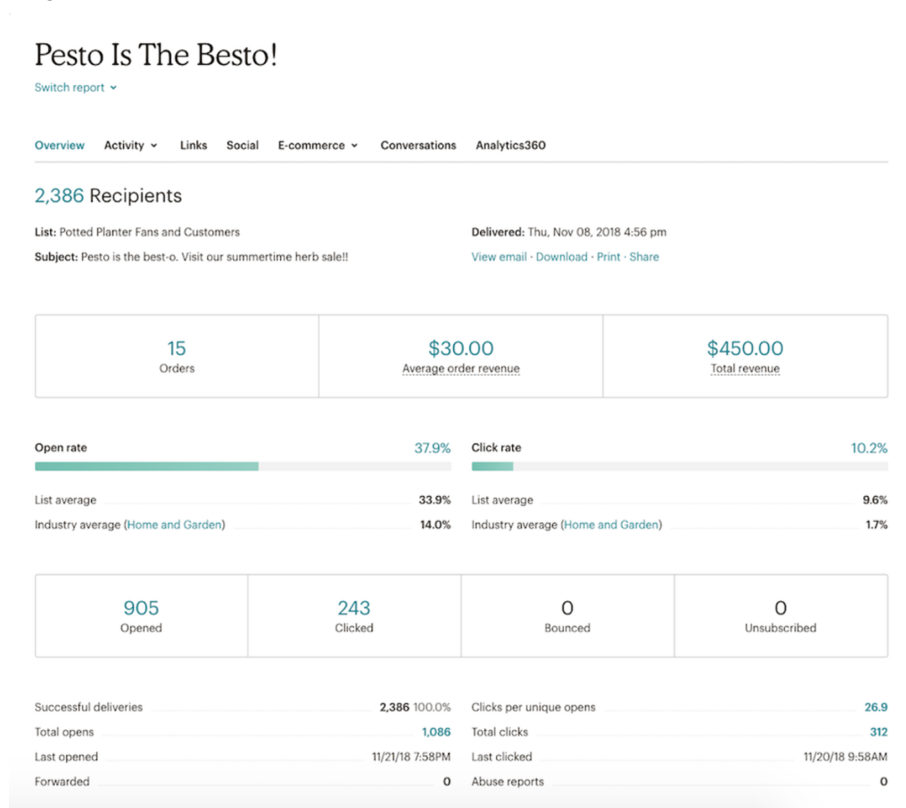 Pesto Is The Besto!
Switch report
Overview Activity Links Social E-commerce Conversations Analytics360
2,386 Recipients
List: Potted Planter Fans and Customers
Delivered: Thu, Nov 08, 2018 4:56 pm
Subject: Pesto is the best-o. Visit our summertime herb sale!!
View email · Download · Print · Share
15
Orders
$30.00
Average order revenue
$450.00
Total revenue
Open rate 37.9%
List average 33.9%
Industry average (Home and Garden) 14.0%
Click rate 10.2%
List average 9.6%
Industry average (Home and Garden) 1.7%
905
Opened
243
Clicked
0
Bounced
0
Unsubscribed
Successful deliveries 2,386 100.0%
Total opens 1,086
Last opened 11/21/18 7:58PM
Forwarded 0
Clicks per unique opens 26.9
Total clicks 312
Last clicked 11/20/18 9:58AM
Abuse reports 0